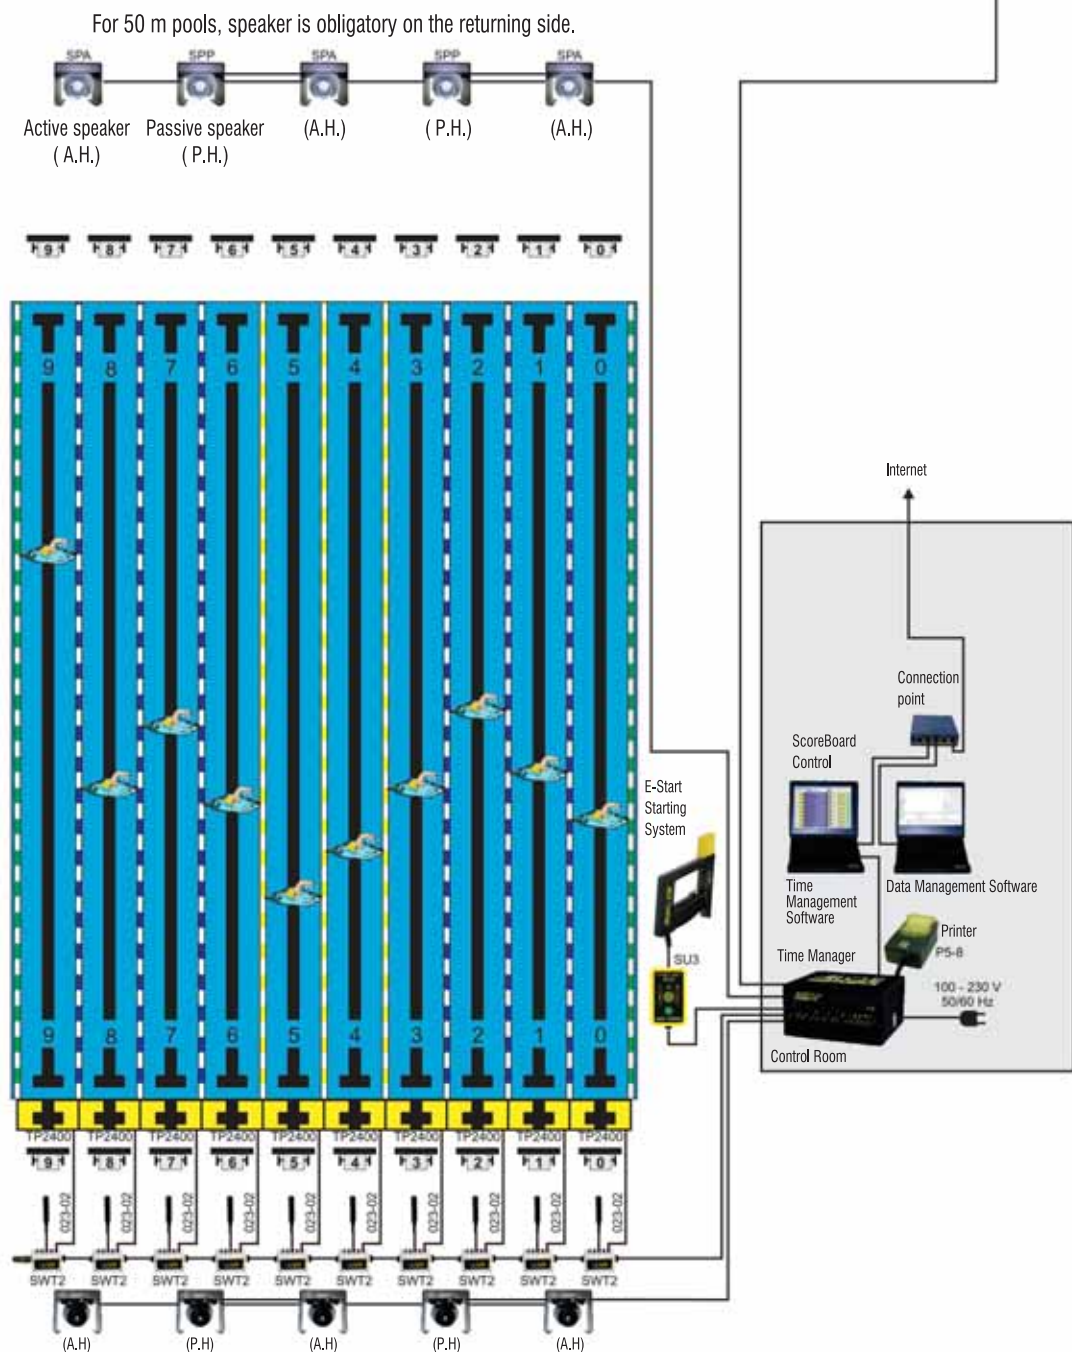 For 50 m pools, speaker is obligatory on the returning side.
SPA SPP SPA SPP SPA
Active speaker Passive speaker (A.H.) ( P.H.) (A.H.)
( A.H.) ( P.H.)
9 8 7 6 5 4 3 2 1 0
9 8 7 6 5 4 3 2 1 0
Internet
Connection
point
ScoreBoard
Control
E-Start
Starting
System
Time
Management
Software
Data Management Software
Printer
P5-8
SU3
Time Manager
100 - 230 V
50/60 Hz
Control Room
9 8 7 6 5 4 3 2 1 0
TP2400 TP2400 TP2400 TP2400 TP2400 TP2400 TP2400 TP2400 TP2400 TP2400
9 8 7 6 5 4 3 2 1 0
023-02 023-02 023-02 023-02 023-02 023-02 023-02 023-02 023-02 023-02
SWT2 SWT2 SWT2 SWT2 SWT2 SWT2 SWT2 SWT2 SWT2 SWT2
(A.H) (P.H) (A.H) (P.H) (A.H)